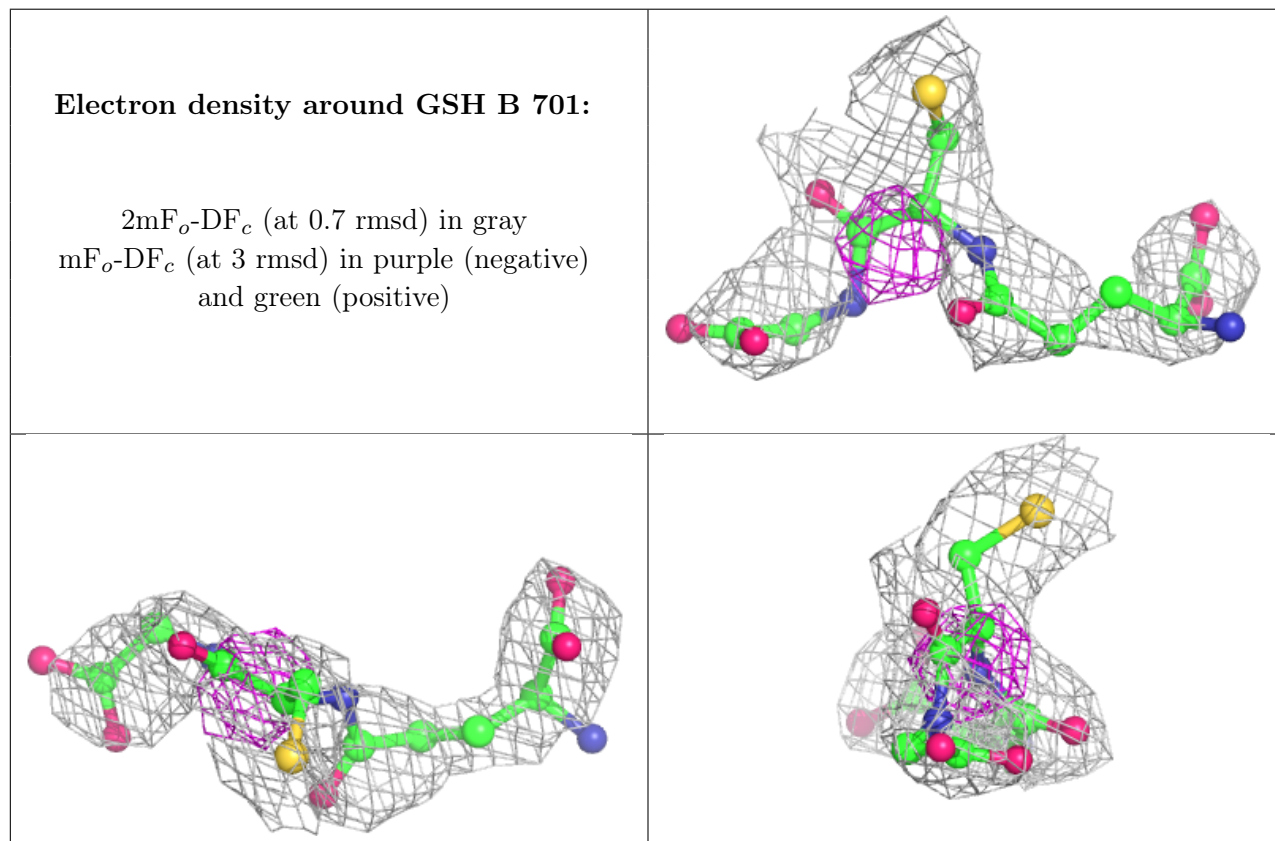 Electron density around GSH B 701:
2mFo-DFc (at 0.7 rmsd) in gray
mFo-DFc (at 3 rmsd) in purple (negative)
and green (positive)